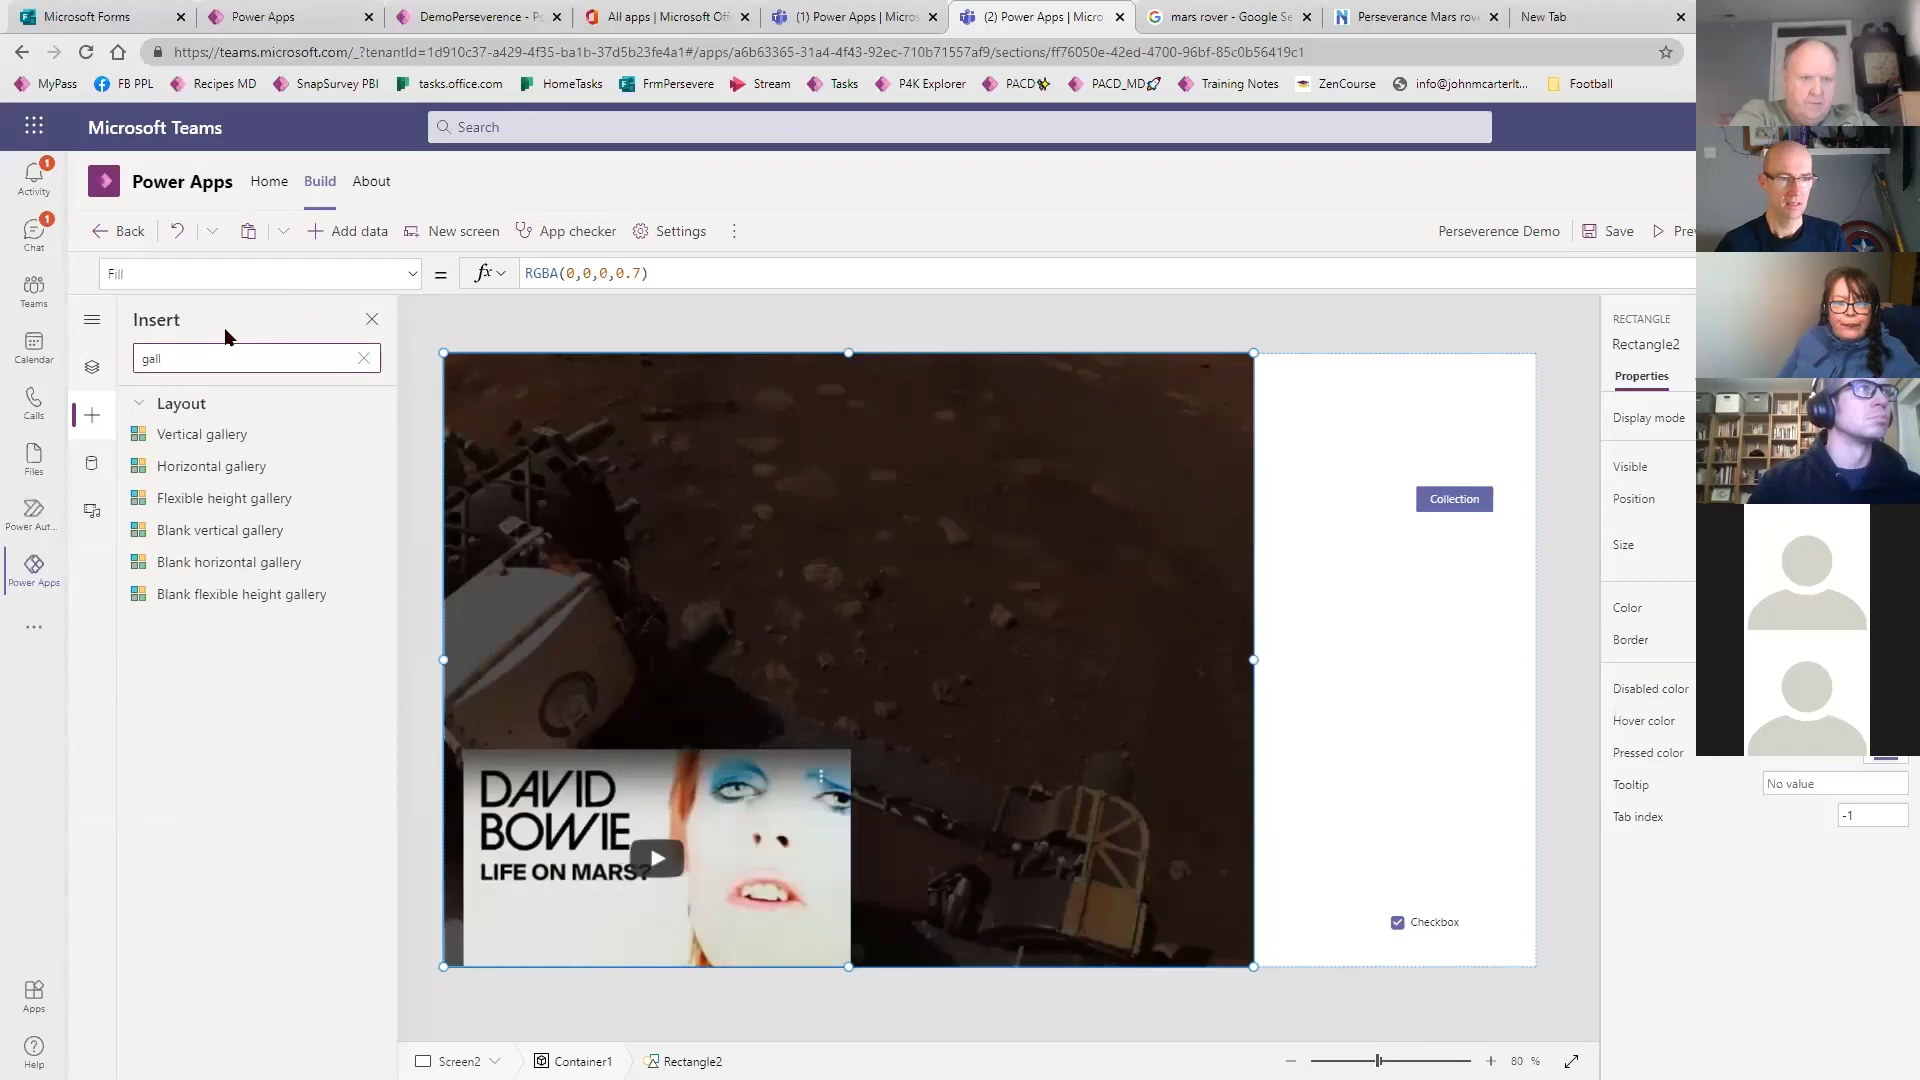 Microsoft Forms
Power Apps
DemoPerseverence - P
All apps | Microsoft Off
(1) Power Apps | Micros
(2) Power Apps | Micro
mars rover - Google Se
Perseverance Mars rov
New Tab
https://teams.microsoft.com/_?tenantId=1d910c37-a429-4f35-ba1b-37d5b23fe4a1#/apps/a6b63365-31a4-4f43-92ec-710b71557af9/sections/ff76050e-42ed-4700-96bf-85c0b56419c1
MyPass
FB PPL
Recipes MD
SnapSurvey PBI
tasks.office.com
HomeTasks
FrmPersevere
Stream
Tasks
P4K Explorer
PACD
PACD_MD
Training Notes
ZenCourse
info@johnmcarterlt...
Football
Microsoft Teams
Search
Power Apps
Home
Build
About
Back
Add data
New screen
App checker
Settings
Perseverence Demo
Save
Prev
Fill
=
fx
RGBA(0,0,0,0.7)
1
Activity
1
Chat
Teams
Calendar
Calls
Files
Power Aut...
Power Apps
Apps
Help
Insert
gall
Layout
Vertical gallery
Horizontal gallery
Flexible height gallery
Blank vertical gallery
Blank horizontal gallery
Blank flexible height gallery
DAVID
BOWIE
LIFE ON MARS?
Collection
Checkbox
RECTANGLE
Rectangle2
Properties
Display mode
Visible
Position
Size
Color
Border
Disabled color
Hover color
Pressed color
Tooltip
No value
Tab index
-1
Screen2
Container1
Rectangle2
80 %